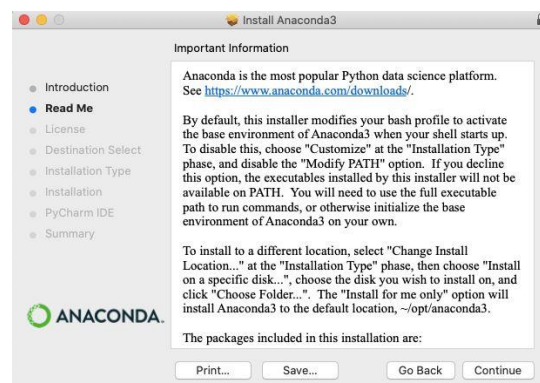 Install Anaconda3
Important Information
Introduction
Read Me
License
Destination Select
Installation Type
Installation
PyCharm IDE
Summary
ANACONDA.
Anaconda is the most popular Python data science platform.
See https://www.anaconda.com/downloads/.
By default, this installer modifies your bash profile to activate
the base environment of Anaconda3 when your shell starts up.
To disable this, choose "Customize" at the "Installation Type"
phase, and disable the "Modify PATH" option. If you decline
this option, the executables installed by this installer will not be
available on PATH. You will need to use the full executable
path to run commands, or otherwise initialize the base
environment of Anaconda3 on your own.
To install to a different location, select "Change Install
Location..." at the "Installation Type" phase, then choose "Install
on a specific disk...", choose the disk you wish to install on, and
click "Choose Folder...". The "Install for me only" option will
install Anaconda3 to the default location, ~/opt/anaconda3.
The packages included in this installation are:
Print... Save... Go Back Continue